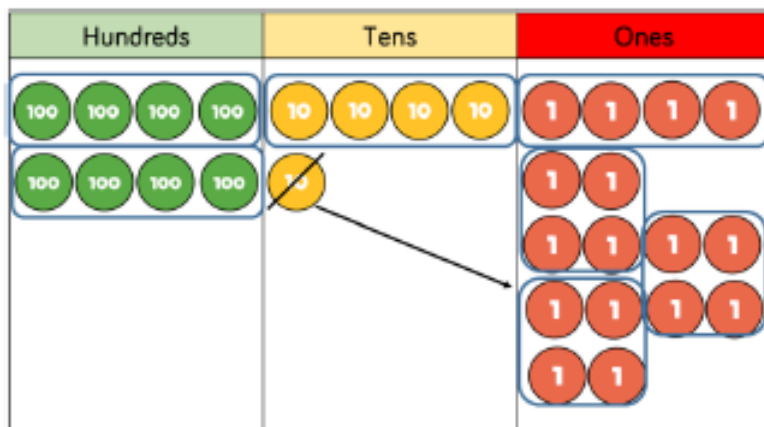 Hundreds Tens Ones
100 100 100 100 10 10 10 10 1 1 1 1
100 100 100 100 10 1 1
1 1 1 1
1 1 1 1
1 1